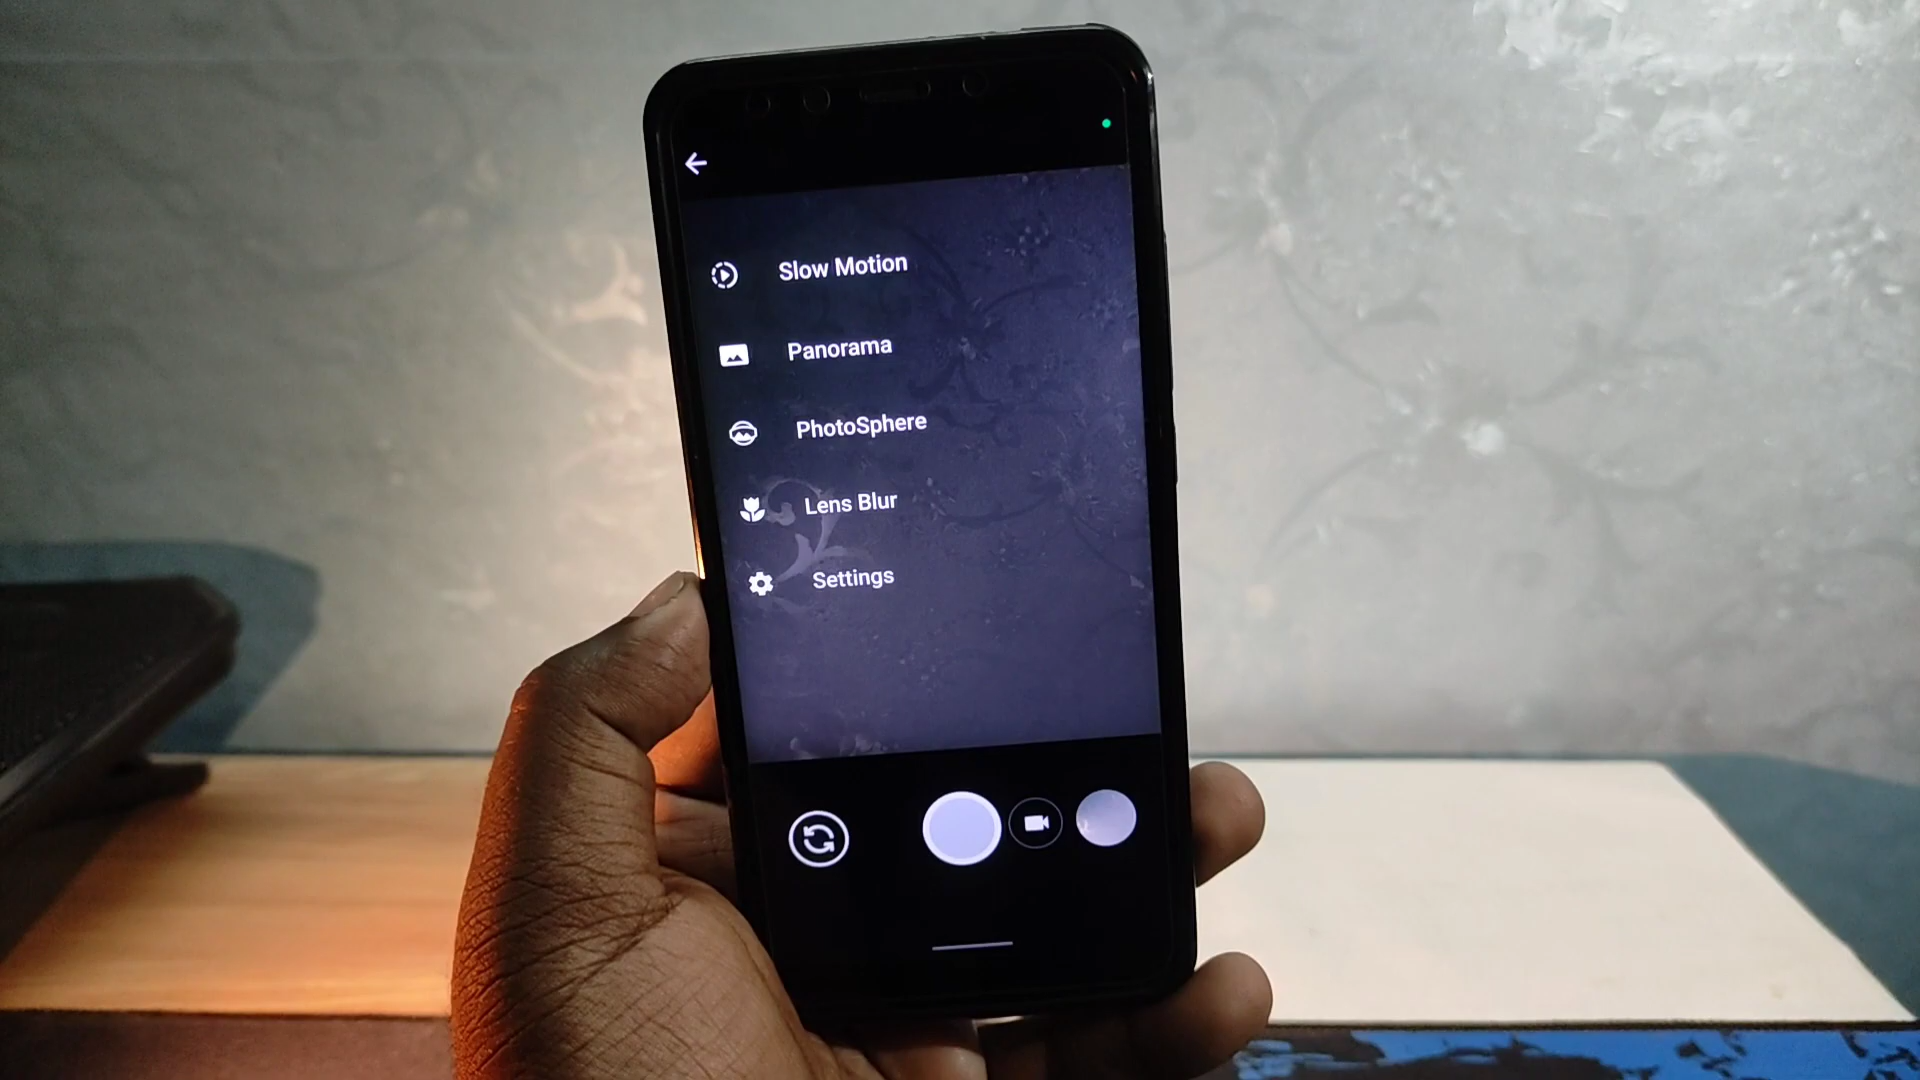 Slow Motion
Panorama
PhotoSphere
Lens Blur
Settings